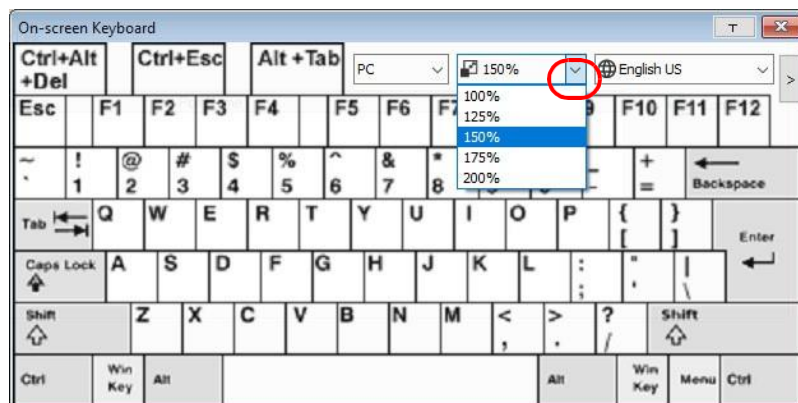 On-screen Keyboard T
Ctrl+Alt +Del Ctrl+Esc Alt +Tab PC 150% English US >
100%
125%
150%
175%
200%
Esc F1 F2 F3 F4 F5 F6 F7 9 F10 F11 F12
~ ! @ # $ % ^ & * _ +
` 1 2 3 4 5 6 7 8 - = Backspace
Tab Q W E R T Y U I O P { }
[ ] Enter
Caps Lock A S D F G H J K L : " |
; ' \
Shift Z X C V B N M < > ? Shift
, . /
Ctrl Win Key Alt Alt Win Key Menu Ctrl